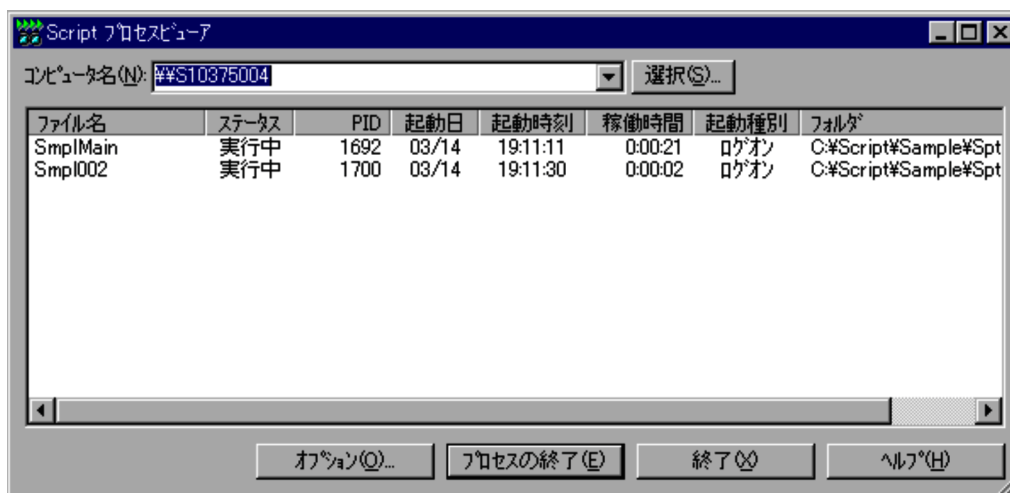 Script プロセスビューア
コンピュータ名(N): ¥¥S10375004 選択(S)...
ファイル名 ステータス PID 起動日 起動時刻 稼働時間 起動種別 フォルダ
SmplMain 実行中 1692 03/14 19:11:11 0:00:21 ログオン C:¥Script¥Sample¥Spt
Smpl002 実行中 1700 03/14 19:11:30 0:00:02 ログオン C:¥Script¥Sample¥Spt
オプション(O)... プロセスの終了(E) 終了(X) ヘルプ(H)